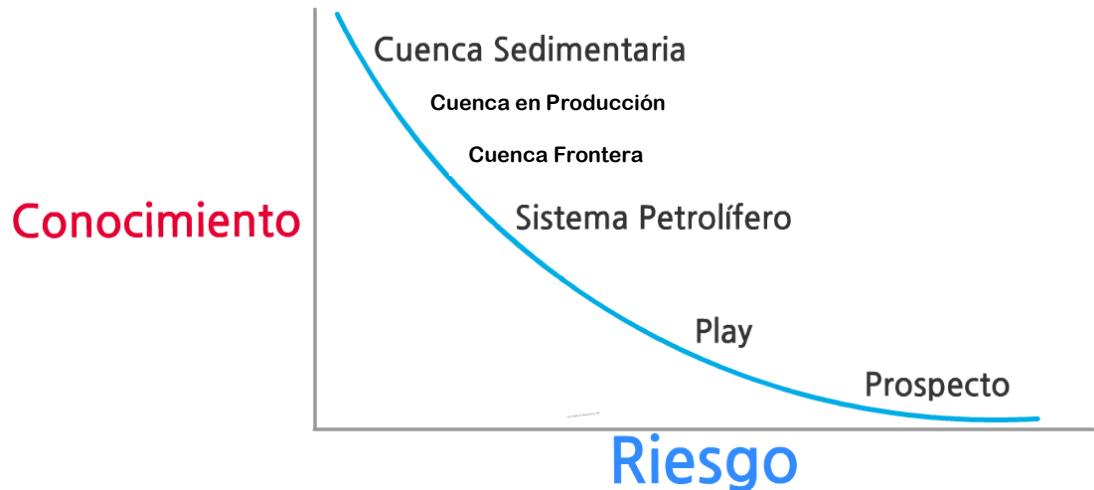 Cuenca Sedimentaria
Cuenca en Producción
Cuenca Frontera
Conocimiento
Sistema Petrolífero
Play
Prospecto
Riesgo